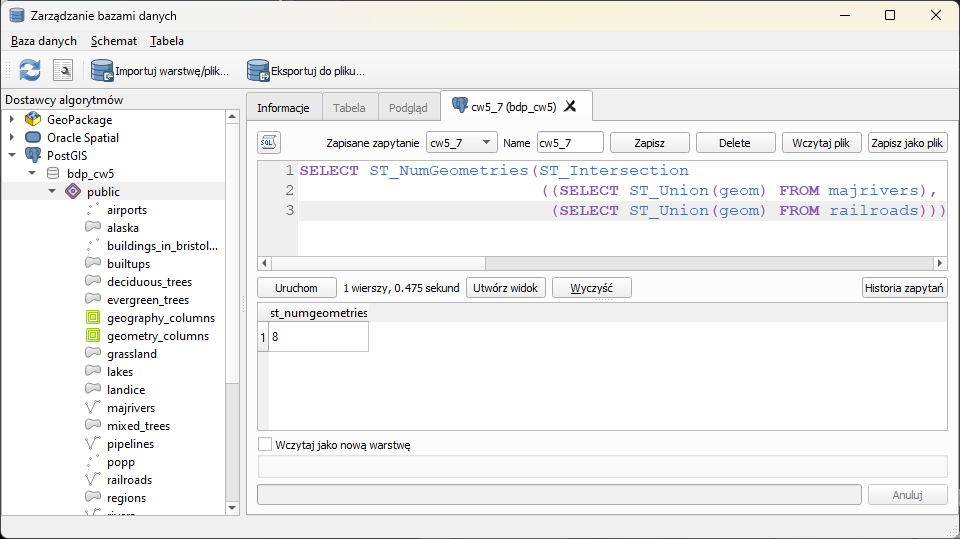 Zarządzanie bazami danych
Baza danych Schemat Tabela
Importuj warstwę/plik... Eksportuj do pliku...
Dostawcy algorytmów
GeoPackage
Oracle Spatial
PostGIS
bdp_cw5
public
airports
alaska
buildings_in_bristol...
builtups
deciduous_trees
evergreen_trees
geography_columns
geometry_columns
grassland
lakes
landice
majrivers
mixed_trees
pipelines
popp
railroads
regions
rivers
Informacje Tabela Podgląd cw5_7 (bdp_cw5)
SQL Zapisane zapytanie cw5_7 Name cw5_7 Zapisz Delete Wczytaj plik Zapisz jako plik
1 SELECT ST_NumGeometries(ST_Intersection
2 ((SELECT ST_Union(geom) FROM majrivers),
3 (SELECT ST_Union(geom) FROM railroads)))
Uruchom 1 wierszy, 0.475 sekund Utwórz widok Wyczyść Historia zapytań
st_numgeometries
1 8
Wczytaj jako nową warstwę
Anuluj